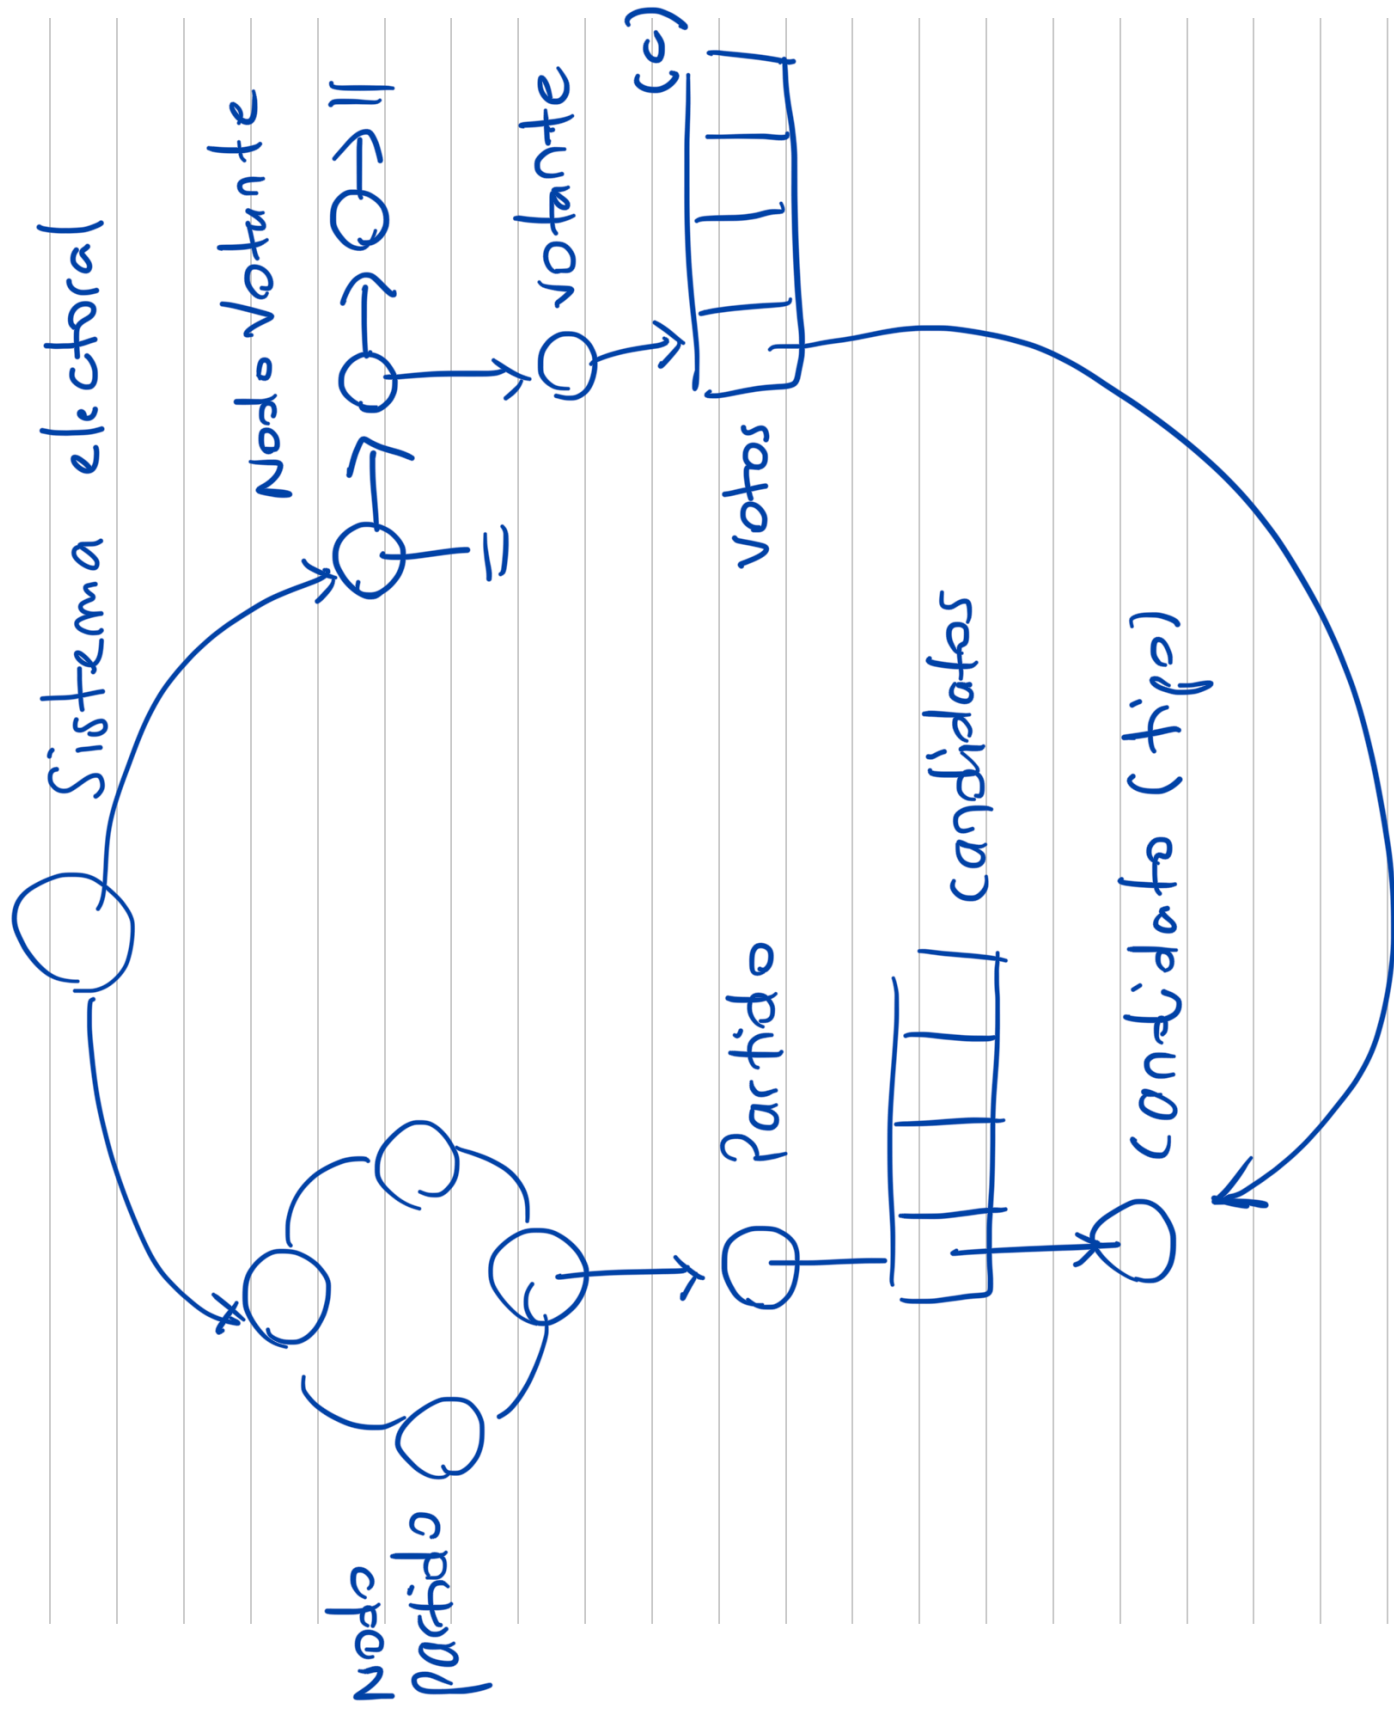 Sistema electoral
Nodo Votante
votante
(o)
votos
Nodo
partido
Partido
candidatos
Candidato (tipo)